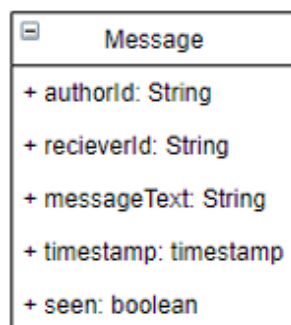 Message
+ authorId: String
+ recieverId: String
+ messageText: String
+ timestamp: timestamp
+ seen: boolean